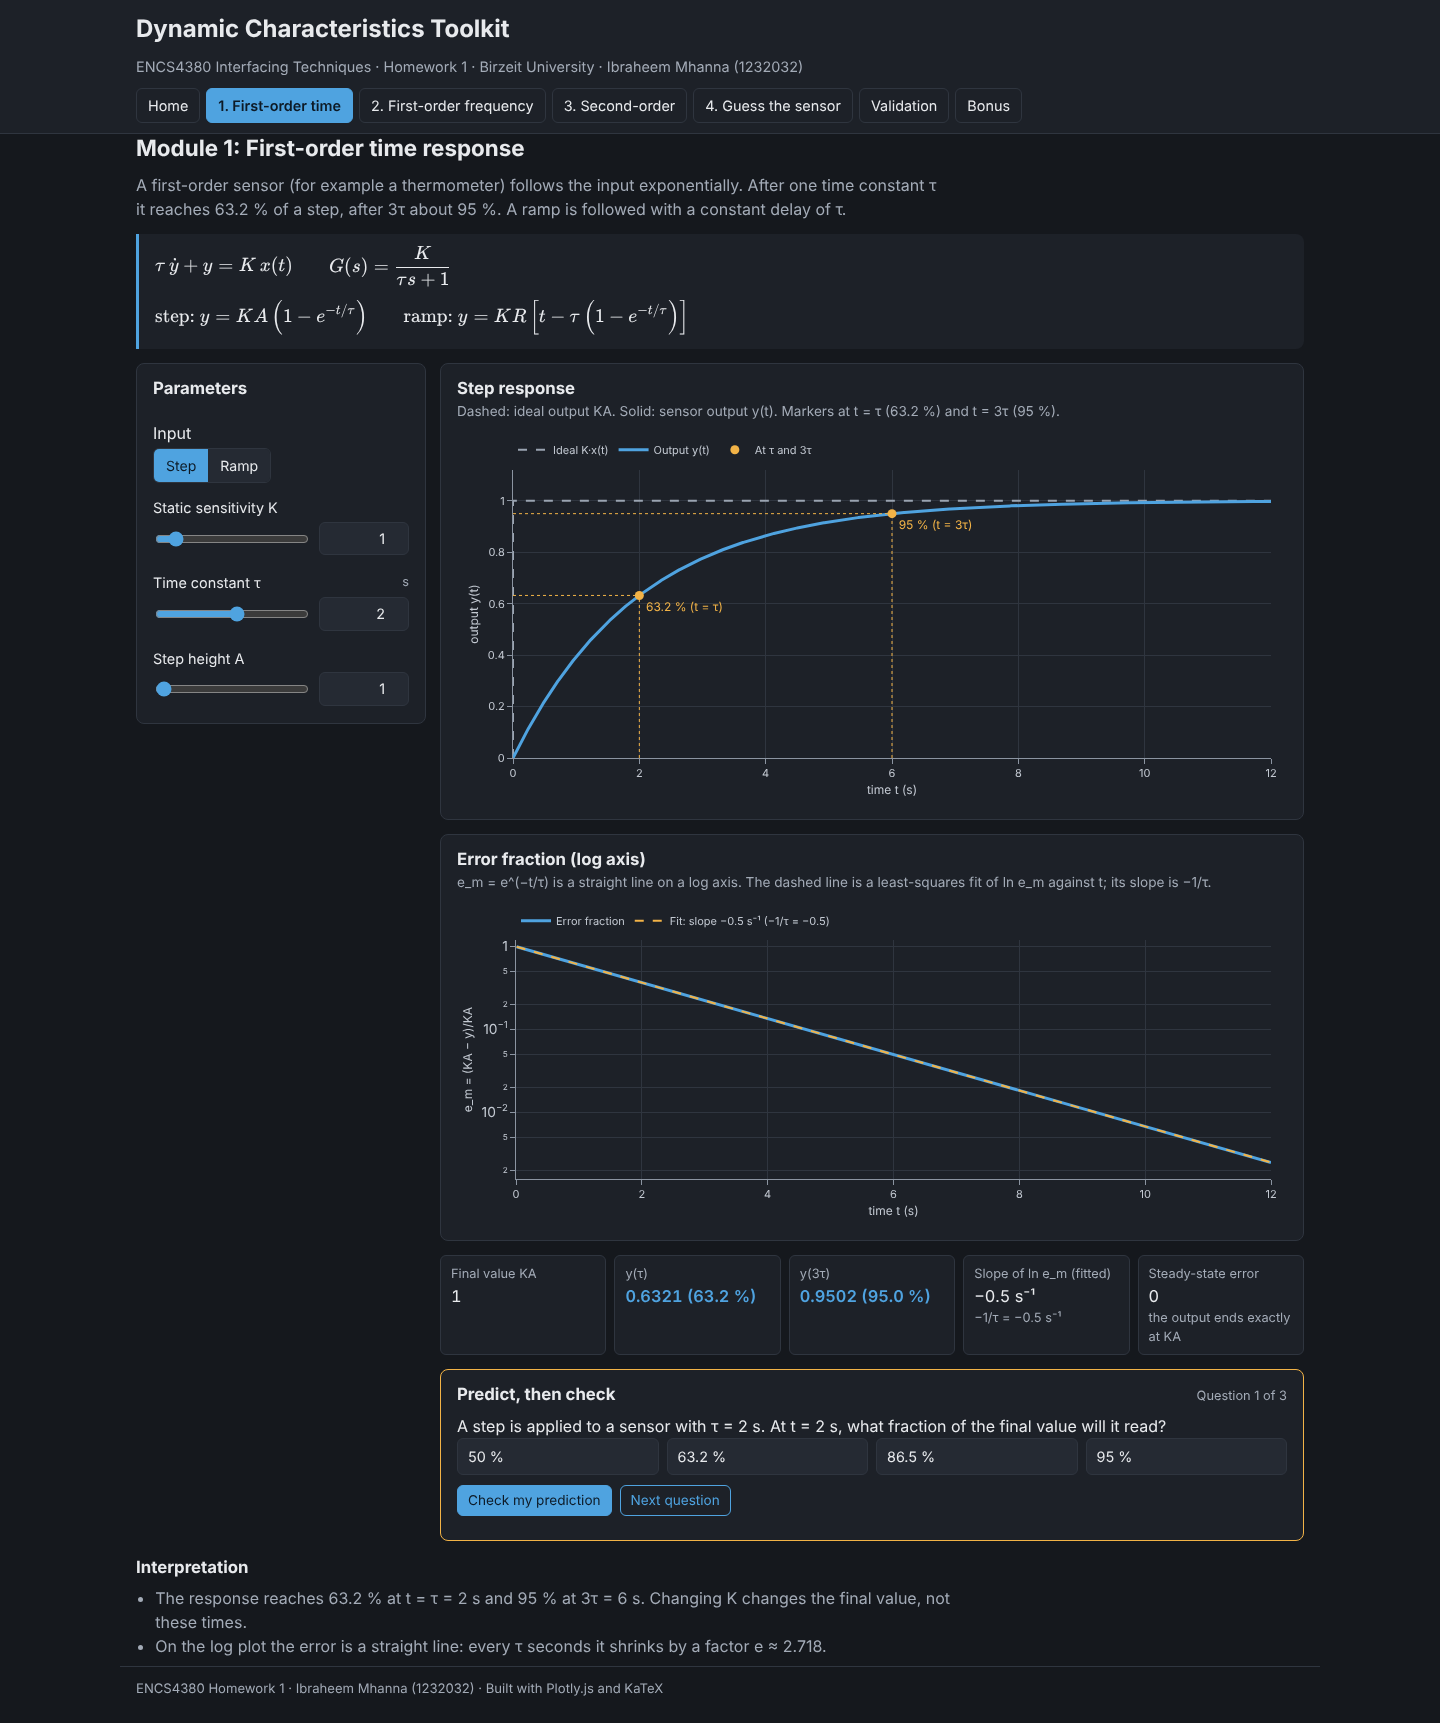 Dynamic Characteristics Toolkit
ENCS4380 Interfacing Techniques · Homework 1 · Birzeit University · Ibraheem Mhanna (1232032)
Home
1. First-order time
2. First-order frequency
3. Second-order
4. Guess the sensor
Validation
Bonus
Module 1: First-order time response
A first-order sensor (for example a thermometer) follows the input exponentially. After one time constant τ
it reaches 63.2 % of a step, after 3τ about 95 %. A ramp is followed with a constant delay of τ.
τ ẏ + y = K x(t)    G(s) = K / (τs + 1)
step: y = KA (1 − e^{−t/τ})    ramp: y = KR [t − τ (1 − e^{−t/τ})]
Parameters
Input
Step
Ramp
Static sensitivity K
1
Time constant τ
s
2
Step height A
1
Step response
Dashed: ideal output KA. Solid: sensor output y(t). Markers at t = τ (63.2 %) and t = 3τ (95 %).
Ideal K·x(t)
Output y(t)
At τ and 3τ
1
0.8
0.6
0.4
0.2
0
output y(t)
95 % (t = 3τ)
63.2 % (t = τ)
0 2 4 6 8 10 12
time t (s)
Error fraction (log axis)
e_m = e^(−t/τ) is a straight line on a log axis. The dashed line is a least-squares fit of ln e_m against t; its slope is −1/τ.
Error fraction
Fit: slope −0.5 s⁻¹ (−1/τ = −0.5)
1
5
2
10⁻¹
5
2
10⁻²
5
2
e_m = (KA − y)/KA
0 2 4 6 8 10 12
time t (s)
Final value KA
1
y(τ)
0.6321 (63.2 %)
y(3τ)
0.9502 (95.0 %)
Slope of ln e_m (fitted)
−0.5 s⁻¹
−1/τ = −0.5 s⁻¹
Steady-state error
0
the output ends exactly
at KA
Predict, then check
Question 1 of 3
A step is applied to a sensor with τ = 2 s. At t = 2 s, what fraction of the final value will it read?
50 %
63.2 %
86.5 %
95 %
Check my prediction
Next question
Interpretation
• The response reaches 63.2 % at t = τ = 2 s and 95 % at 3τ = 6 s. Changing K changes the final value, not
these times.
• On the log plot the error is a straight line: every τ seconds it shrinks by a factor e ≈ 2.718.
ENCS4380 Homework 1 · Ibraheem Mhanna (1232032) · Built with Plotly.js and KaTeX